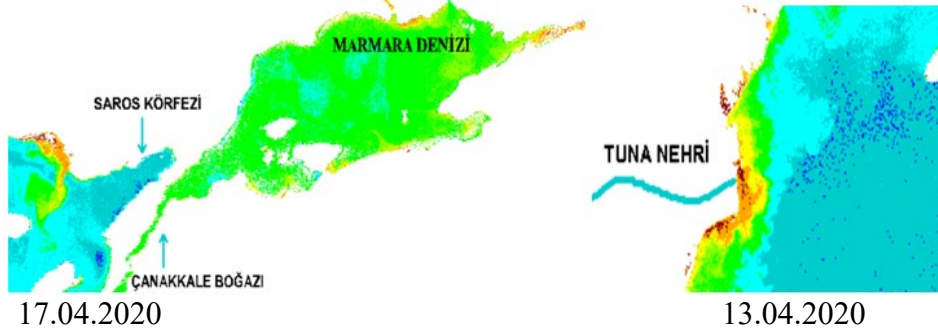 MARMARA DENİZİ
SAROS KÖRFEZİ
TUNA NEHRİ
ÇANAKKALE BOĞAZI
17.04.2020
13.04.2020